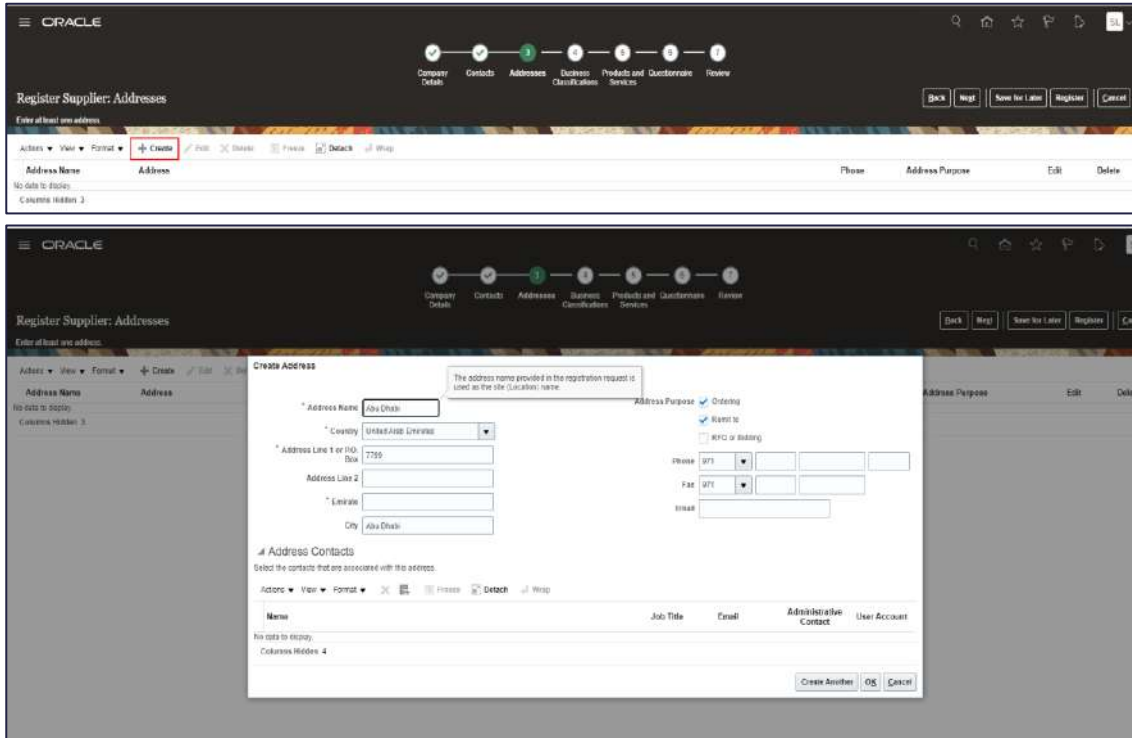 ORACLE
SL
1 2 3 4 5 6 7
Company Details Contacts Addresses Business Classifications Products and Services Questionnaire Review
Register Supplier: Addresses
Back Next Save for Later Register Cancel
Enter at least one address.
Actions View Format Create Edit Delete Freeze Detach Wrap
Address Name Address Phone Address Purpose Edit Delete
No data to display.
Columns Hidden 3
ORACLE
Company Details Contacts Addresses Business Classifications Products and Services Questionnaire Review
Register Supplier: Addresses
Back Next Save for Later Register
Enter at least one address.
Actions View Format Create Edit
Address Name Address Address Purpose Edit
No data to display.
Columns Hidden 3
Create Address
The address name provided in the registration request is
used as the site (Location) name.
* Address Name Abu Dhabi
Address Purpose Ordering
* Country United Arab Emirates
Remit to
RFQ or Bidding
* Address Line 1 or P.O. Box 7799
Phone 971
Address Line 2
Fax 971
* Emirate
Email
City Abu Dhabi
Address Contacts
Select the contacts that are associated with this address.
Actions View Format Freeze Detach Wrap
Name Job Title Email Administrative Contact User Account
No data to display.
Columns Hidden 4
Create Another OK Cancel